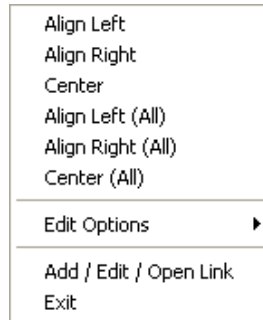 Align Left
Align Right
Center
Align Left (All)
Align Right (All)
Center (All)
Edit Options
Add / Edit / Open Link
Exit